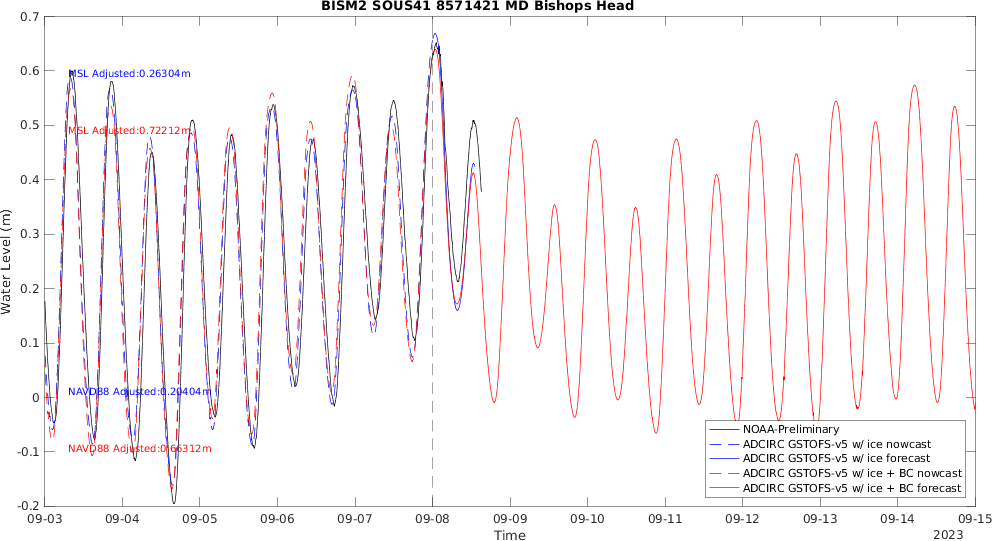 BISM2 SOUS41 8571421 MD Bishops Head
0.7
0.6
0.5
0.4
0.3
0.2
0.1
0
-0.1
-0.2
Water Level (m)
MSL Adjusted:0.26304m
MSL Adjusted:0.72212m
NAVD88 Adjusted:0.20404m
NAVD88 Adjusted:0.66312m
NOAA-Preliminary
ADCIRC GSTOFS-v5 w/ ice nowcast
ADCIRC GSTOFS-v5 w/ ice forecast
ADCIRC GSTOFS-v5 w/ ice + BC nowcast
ADCIRC GSTOFS-v5 w/ ice + BC forecast
09-03 09-04 09-05 09-06 09-07 09-08 09-09 09-10 09-11 09-12 09-13 09-14 09-15
Time
2023